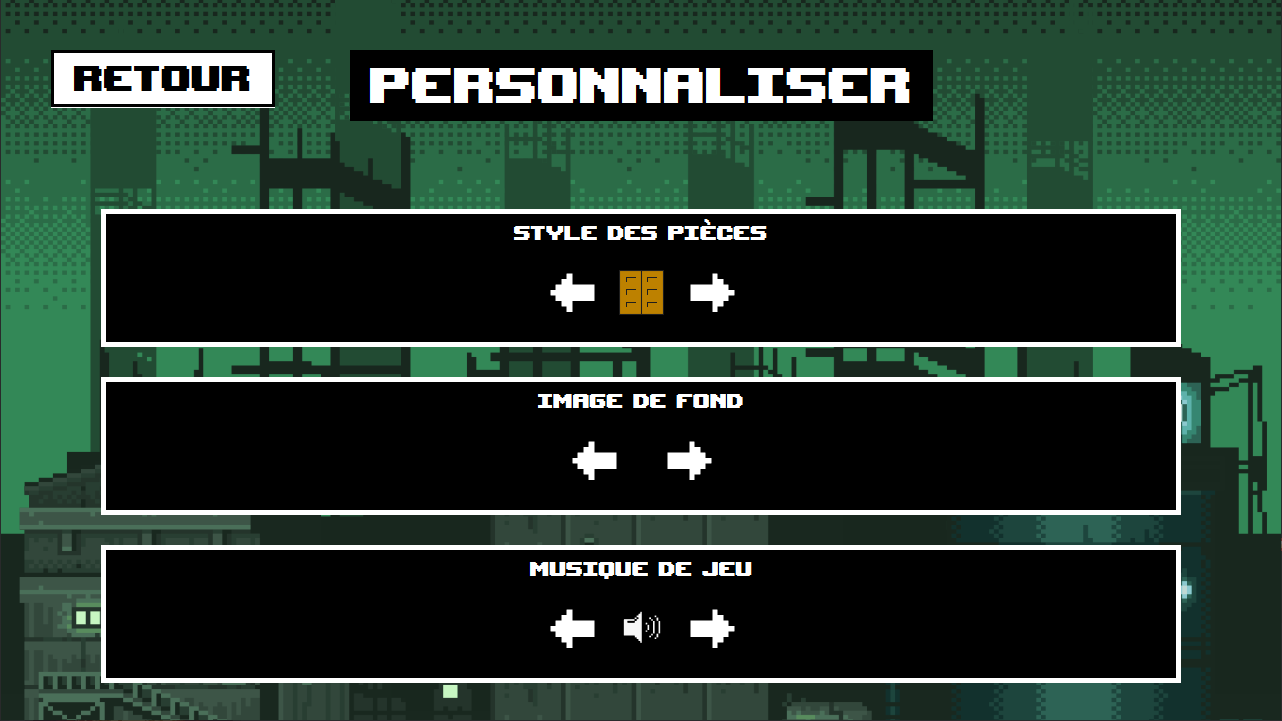 RETOUR
PERSONNALISER
STYLE DES PIÈCES
IMAGE DE FOND
MUSIQUE DE JEU